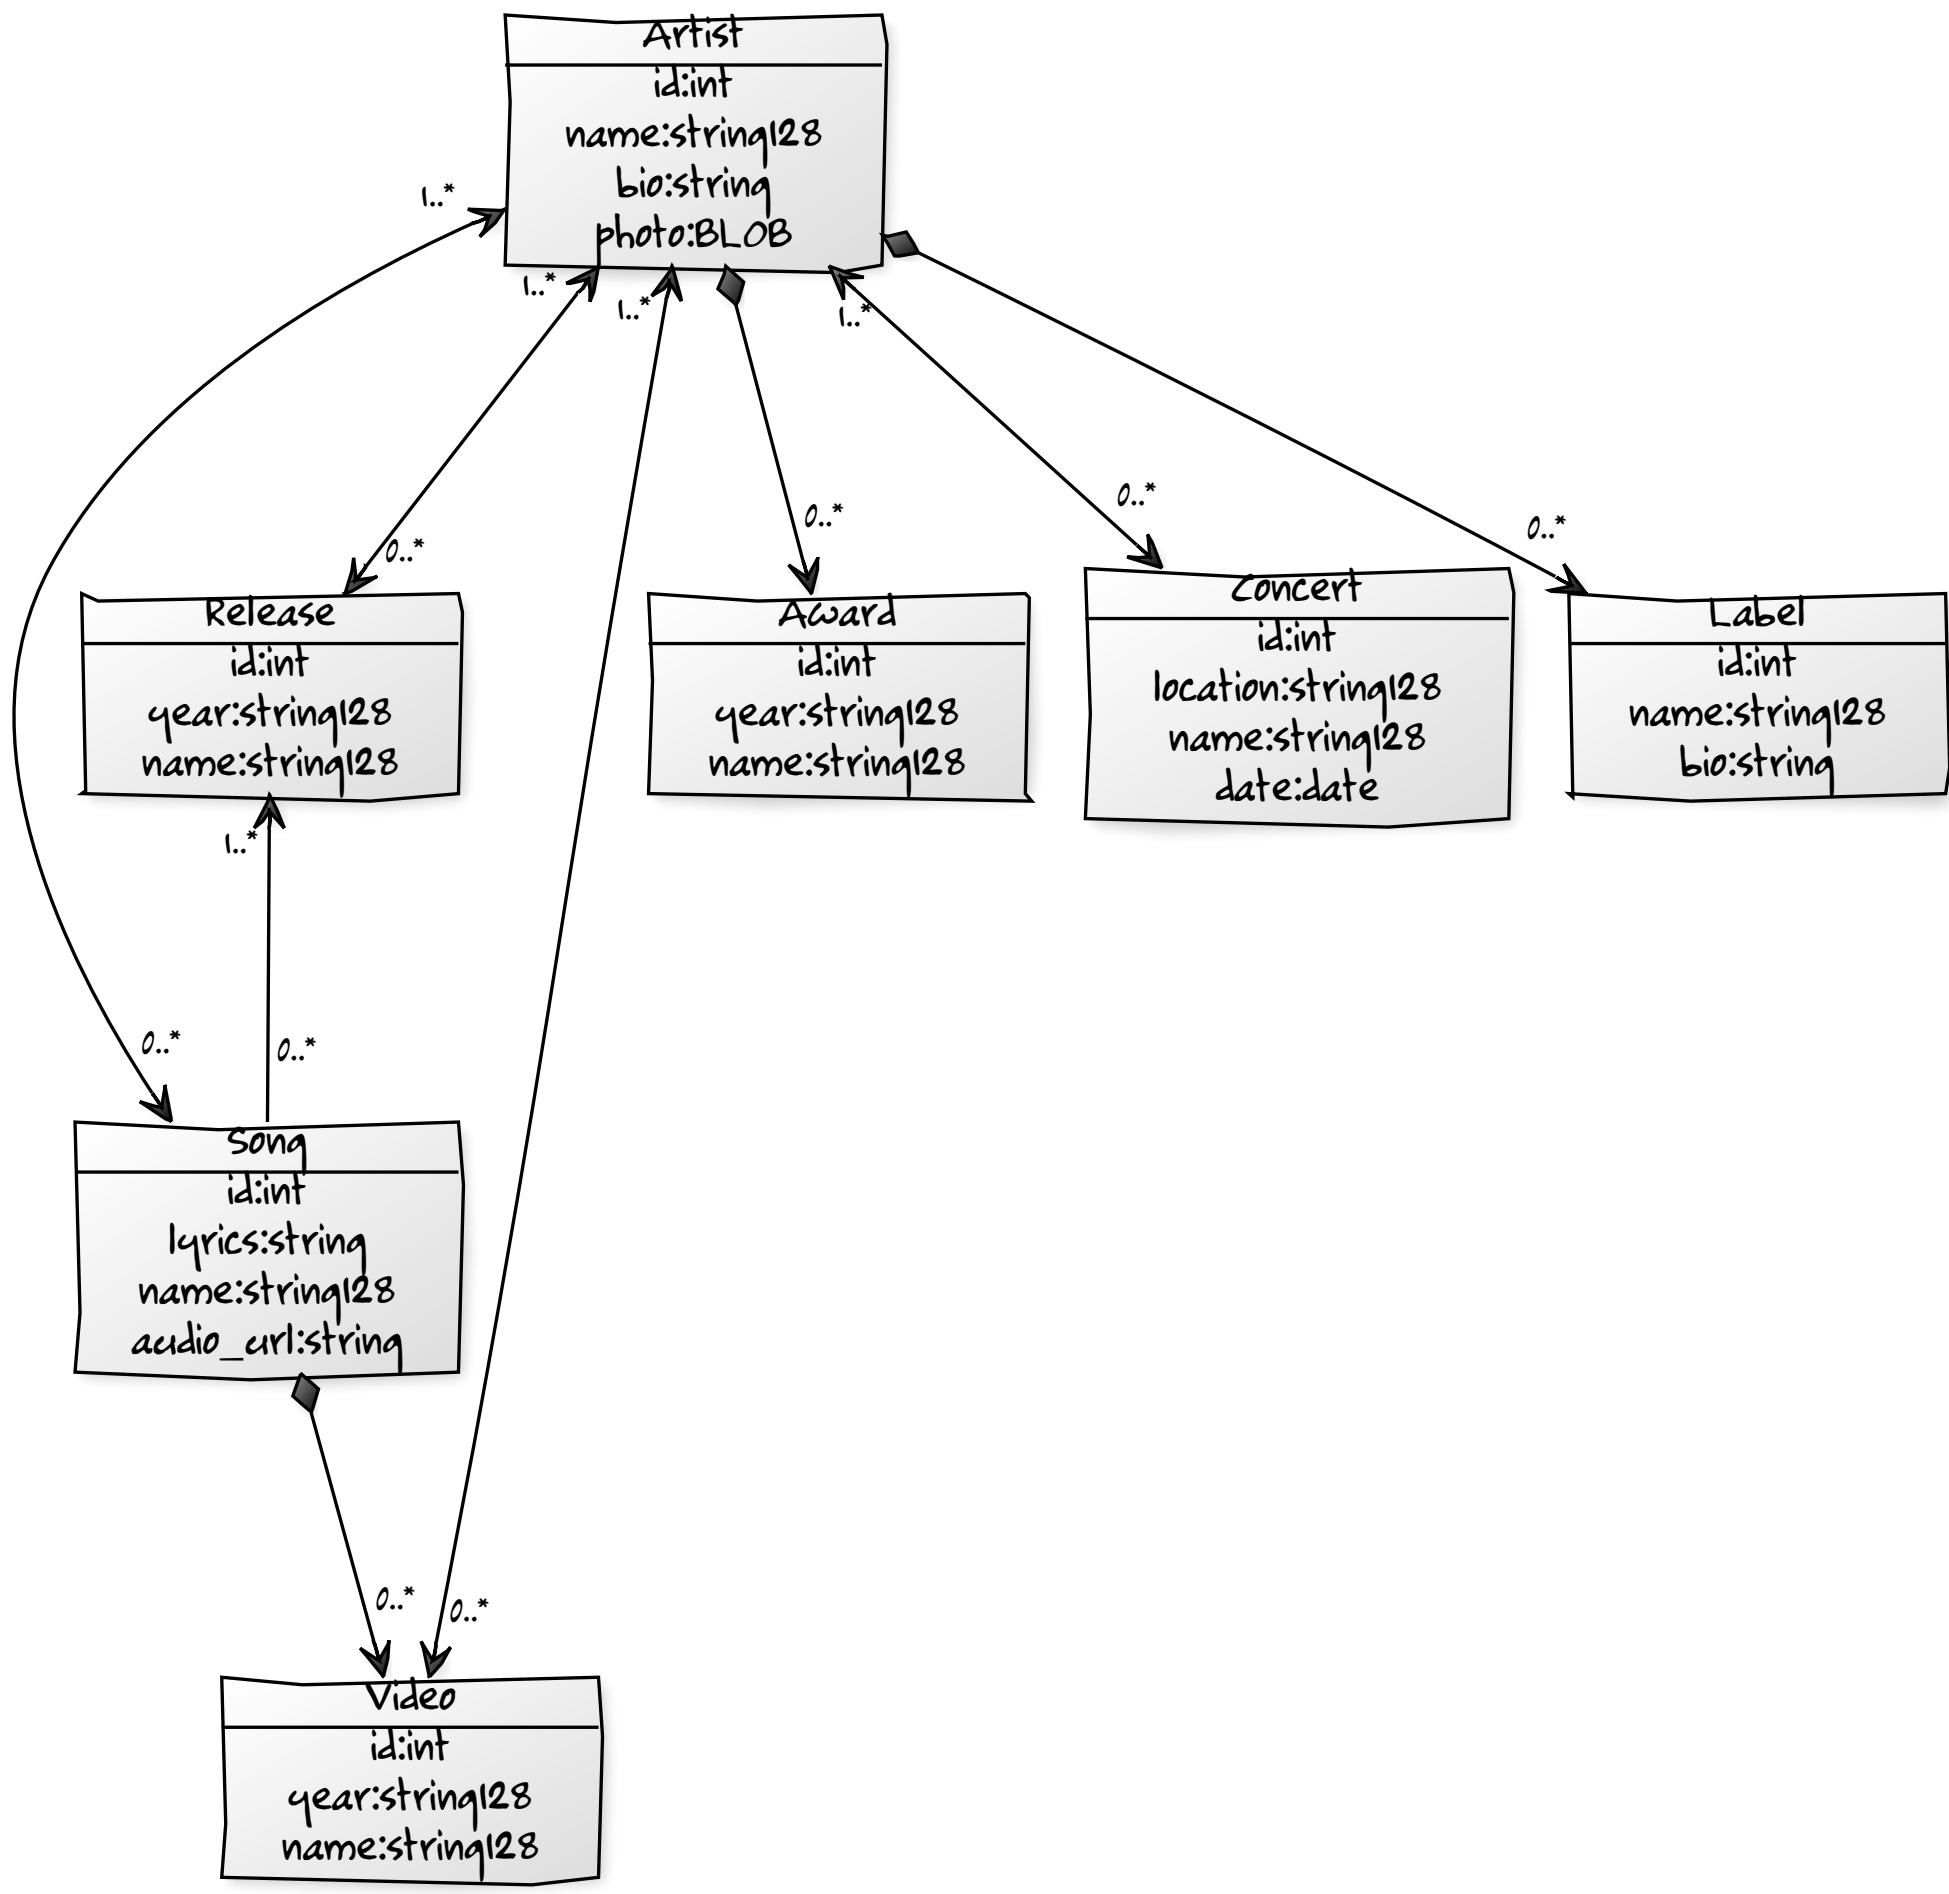 Artist
id:int
name:string128
bio:string
photo:BLOB
1..*
1..*
1..*
1..*
0..*
0..*
0..*
0..*
Release
id:int
year:string128
name:string128
Award
id:int
year:string128
name:string128
Concert
id:int
location:string128
name:string128
date:date
Label
id:int
name:string128
bio:string
1..*
0..*
0..*
Song
id:int
lyrics:string
name:string128
audio_url:string
0..*
0..*
Video
id:int
year:string128
name:string128